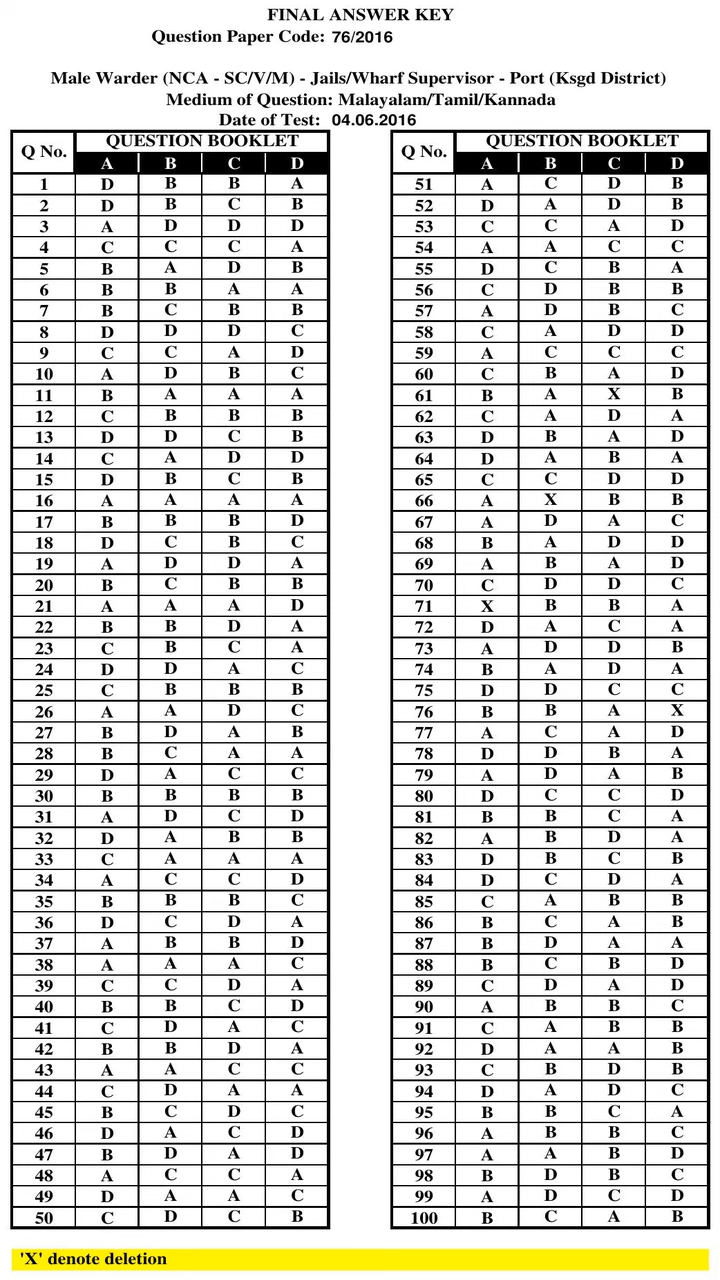 FINAL ANSWER KEY
Question Paper Code: 76/2016
Male Warder (NCA - SC/V/M) - Jails/Wharf Supervisor - Port (Ksgd District)
Medium of Question: Malayalam/Tamil/Kannada
Date of Test: 04.06.2016
Q No. QUESTION BOOKLET
A B C D
1 D B B A
2 D B C B
3 A D D D
4 C C C A
5 B A D B
6 B B A A
7 B C B B
8 D D D C
9 C C A D
10 A D B C
11 B A A A
12 C B B B
13 D D C B
14 C A D D
15 D B C B
16 A A A A
17 B B B D
18 D C B C
19 A D D A
20 B C B B
21 A A A D
22 B B D A
23 C B C A
24 D D A C
25 C B B B
26 A A D C
27 B D A B
28 B C A A
29 D A C C
30 B B B B
31 A D C D
32 D A B B
33 C A A A
34 A C C D
35 B B B C
36 D C D A
37 A B B D
38 A A A C
39 C C D A
40 B B C D
41 C D A C
42 B B D A
43 A A C C
44 C D A A
45 B C D C
46 D A C D
47 B D A D
48 A C C A
49 D A A C
50 C D C B
Q No. QUESTION BOOKLET
A B C D
51 A C D B
52 D A D B
53 C C A D
54 A A C C
55 D C B A
56 C D B B
57 A D B C
58 C A D D
59 A C C C
60 C B A D
61 B A X B
62 C A D A
63 D B A D
64 D A B A
65 C C D D
66 A X B B
67 A D A C
68 B A D D
69 A B A D
70 C D D C
71 X B B A
72 D A C A
73 A D D B
74 B A D A
75 D D C C
76 B B A X
77 A C A D
78 D D B A
79 A D A B
80 D C C D
81 B B C A
82 A B D A
83 D B C B
84 D C D A
85 C A B B
86 B C A B
87 B D A A
88 B C B D
89 C D A D
90 A B B C
91 C A B B
92 D A A B
93 C B D B
94 D A D C
95 B B C A
96 A B B C
97 A A B D
98 B D B C
99 A D C D
100 B C A B
'X' denote deletion